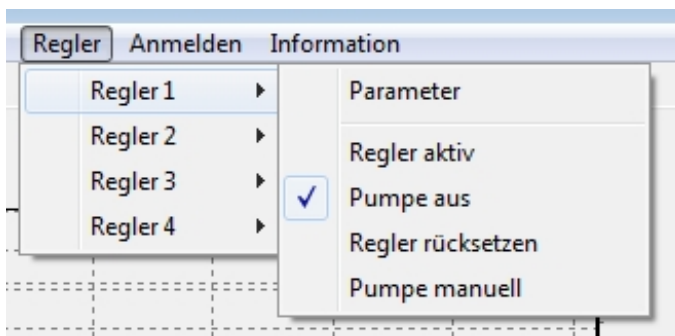 Regler Anmelden Information
Regler 1
Regler 2
Regler 3
Regler 4
Parameter
Regler aktiv
Pumpe aus
Regler rücksetzen
Pumpe manuell